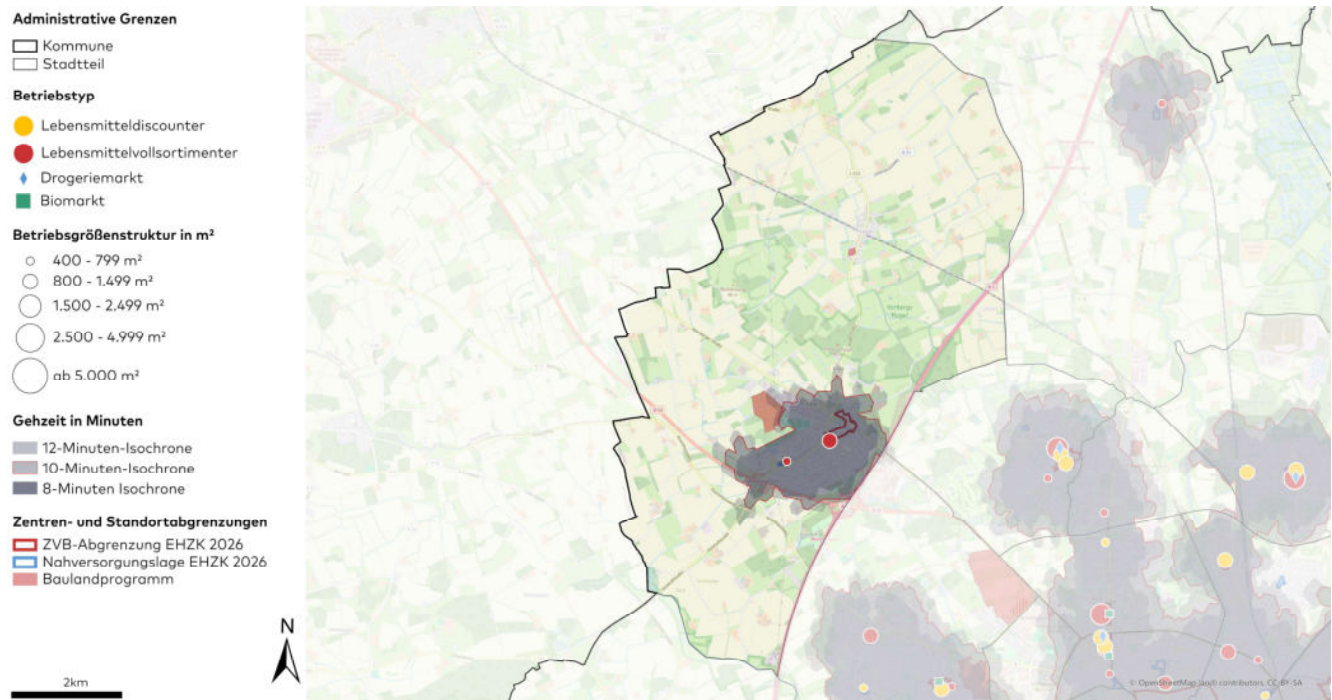 Administrative Grenzen
Kommune
Stadtteil
Betriebstyp
Lebensmitteldiscounter
Lebensmittelvollsortimenter
Drogeriemarkt
Biomarkt
Betriebsgrößenstruktur in m²
400 - 799 m²
800 - 1.499 m²
1.500 - 2.499 m²
2.500 - 4.999 m²
ab 5.000 m²
Gehzeit in Minuten
12-Minuten-Isochrone
10-Minuten-Isochrone
8-Minuten Isochrone
Zentren- und Standortabgrenzungen
ZVB-Abgrenzung EHZK 2026
Nahversorgungslage EHZK 2026
Baulandprogramm
N
2km
© OpenStreetMap (and) contributors, CC-BY-SA